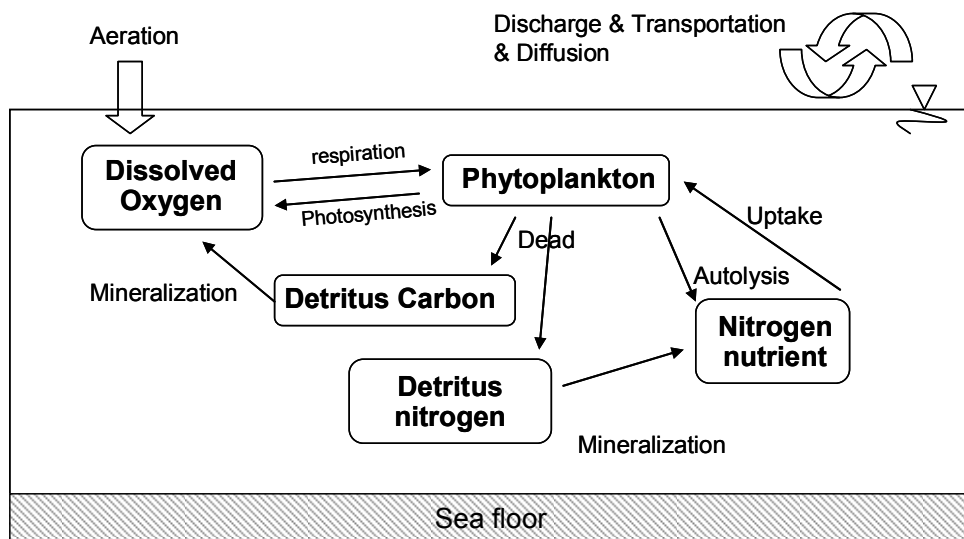 Aeration
Discharge & Transportation
& Diffusion
Dissolved
Oxygen
respiration
Photosynthesis
Phytoplankton
Uptake
Dead
Mineralization
Detritus Carbon
Autolysis
Nitrogen
nutrient
Detritus
nitrogen
Mineralization
Sea floor